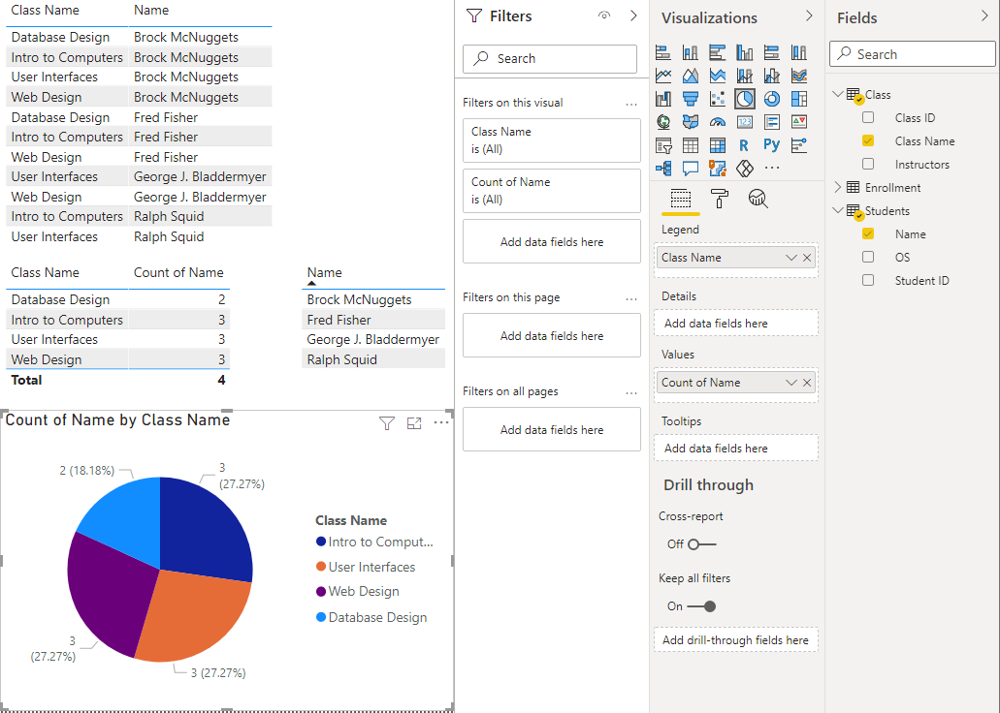 Class Name Name
Database Design Brock McNuggets
Intro to Computers Brock McNuggets
User Interfaces Brock McNuggets
Web Design Brock McNuggets
Database Design Fred Fisher
Intro to Computers Fred Fisher
Web Design Fred Fisher
User Interfaces George J. Bladdermyer
Web Design George J. Bladdermyer
Intro to Computers Ralph Squid
User Interfaces Ralph Squid
Class Name Count of Name
Database Design 2
Intro to Computers 3
User Interfaces 3
Web Design 3
Total 4
Name
Brock McNuggets
Fred Fisher
George J. Bladdermyer
Ralph Squid
Count of Name by Class Name
2 (18.18%)
3
(27.27%)
3
(27.27%)
3 (27.27%)
Class Name
Intro to Comput...
User Interfaces
Web Design
Database Design
Filters
Search
Filters on this visual
Class Name
is (All)
Count of Name
is (All)
Add data fields here
Filters on this page
Add data fields here
Filters on all pages
Add data fields here
Visualizations
123
R Py
Legend
Class Name
Details
Add data fields here
Values
Count of Name
Tooltips
Add data fields here
Drill through
Cross-report
Off
Keep all filters
On
Add drill-through fields here
Fields
Search
Class
Class ID
Class Name
Instructors
Enrollment
Students
Name
OS
Student ID